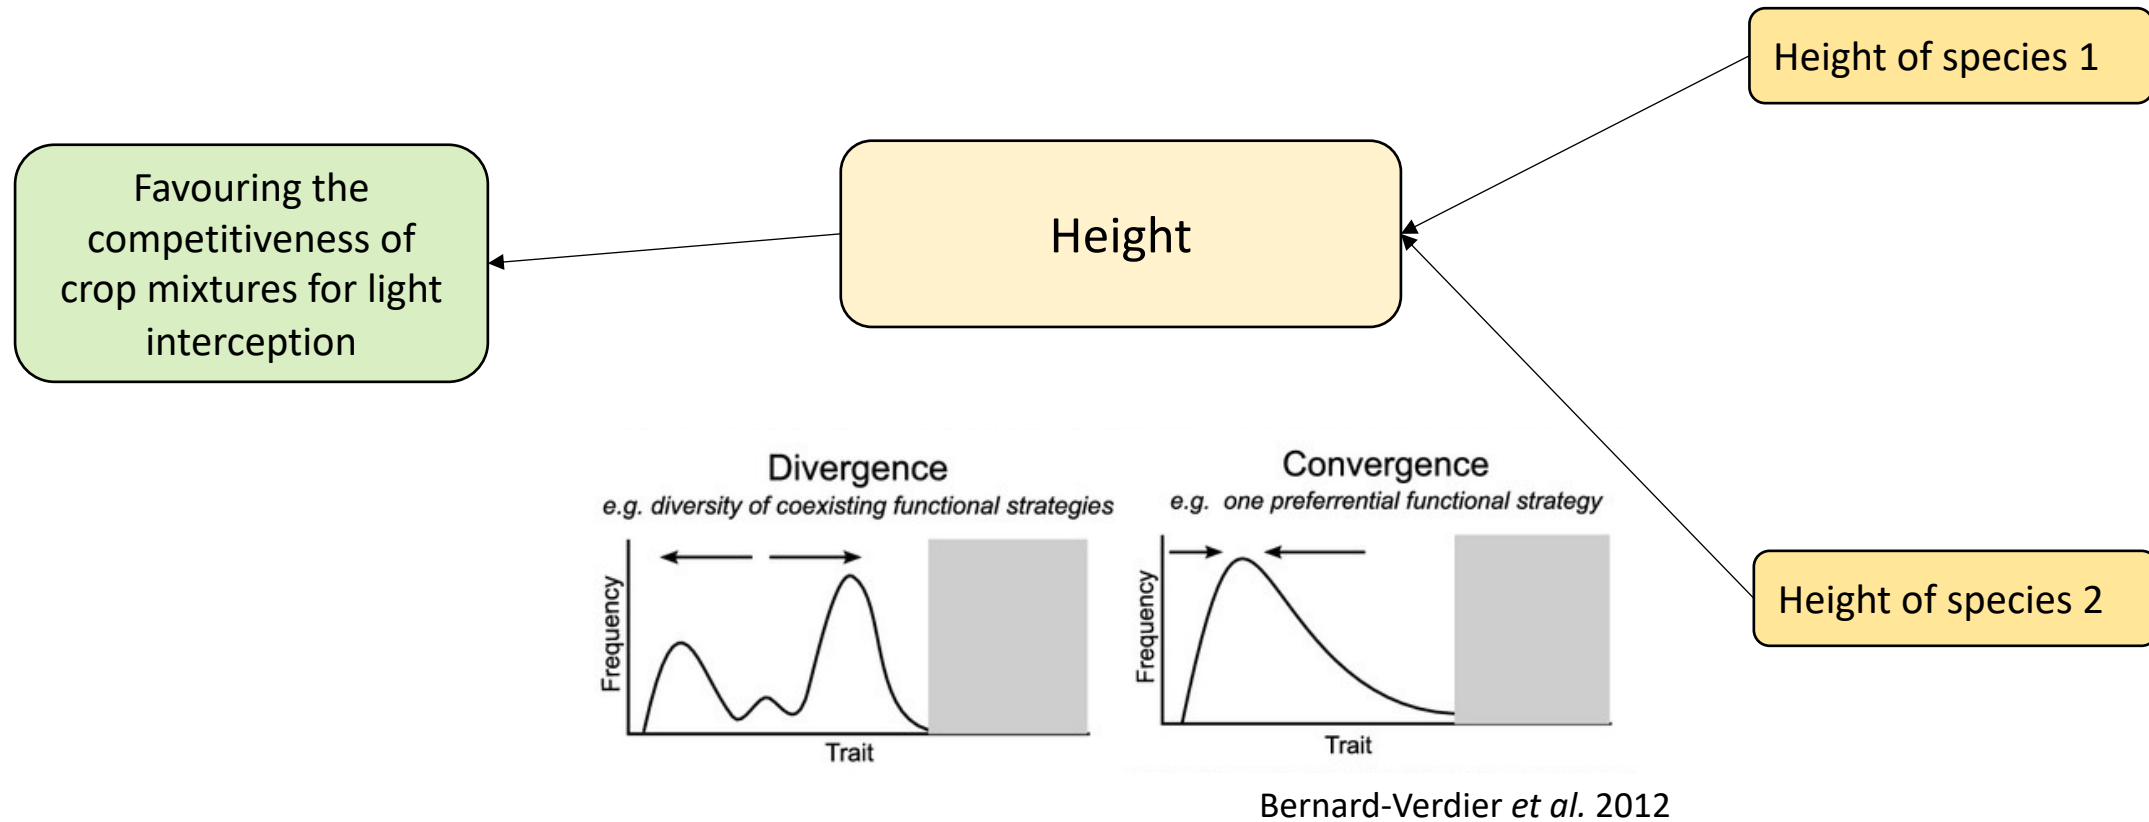 Height of species 1
Favouring the
competitiveness of
crop mixtures for light
interception
Height
Divergence
e.g. diversity of coexisting functional strategies
Frequency
Trait
Convergence
e.g. one preferrential functional strategy
Frequency
Trait
Height of species 2
Bernard-Verdier et al. 2012